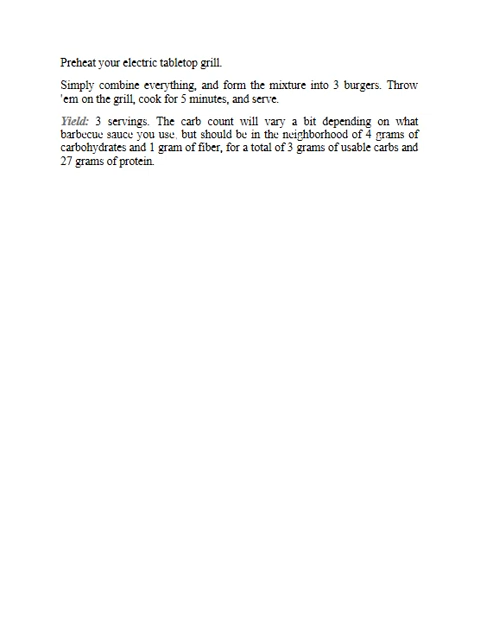 Preheat your electric tabletop grill.
Simply combine everything, and form the mixture into 3 burgers. Throw
'em on the grill, cook for 5 minutes, and serve.
Yield: 3 servings. The carb count will vary a bit depending on what
barbecue sauce you use, but should be in the neighborhood of 4 grams of
carbohydrates and 1 gram of fiber, for a total of 3 grams of usable carbs and
27 grams of protein.